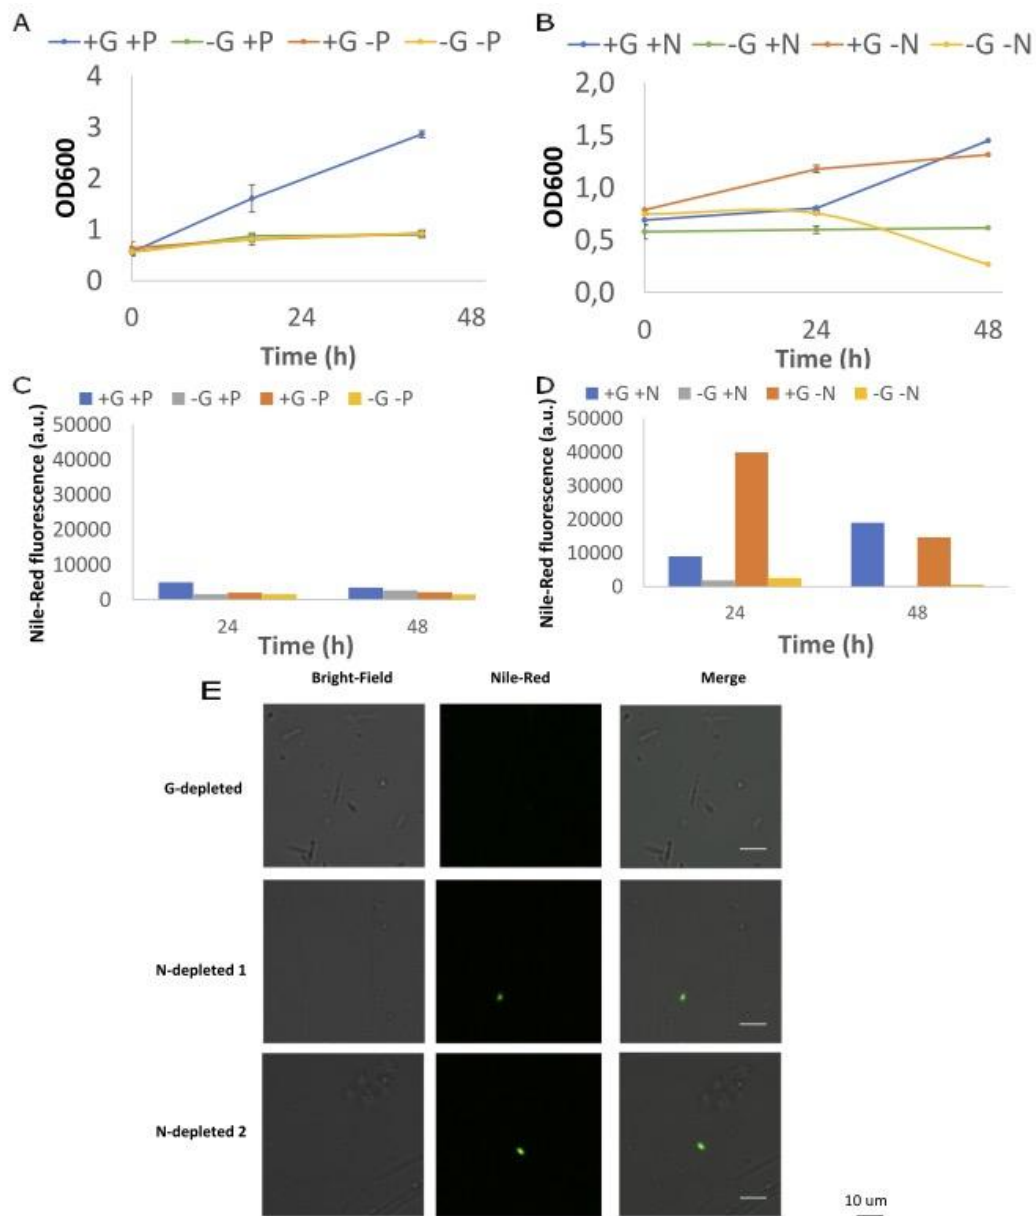 A
+G +P -G +P +G -P -G -P
4
3
2
1
0
OD600
0 24 48
Time (h)
B
+G +N -G +N +G -N -G -N
2,0
1,5
1,0
0,5
0,0
OD600
0 24 48
Time (h)
C
+G +P -G +P +G -P -G -P
50000
40000
30000
20000
10000
0
Nile-Red fluorescence (a.u.)
24 48
Time (h)
D
+G +N -G +N +G -N -G -N
50000
40000
30000
20000
10000
0
Nile-Red fluorescence (a.u.)
24 48
Time (h)
E
Bright-Field Nile-Red Merge
G-depleted
N-depleted 1
N-depleted 2
10 um